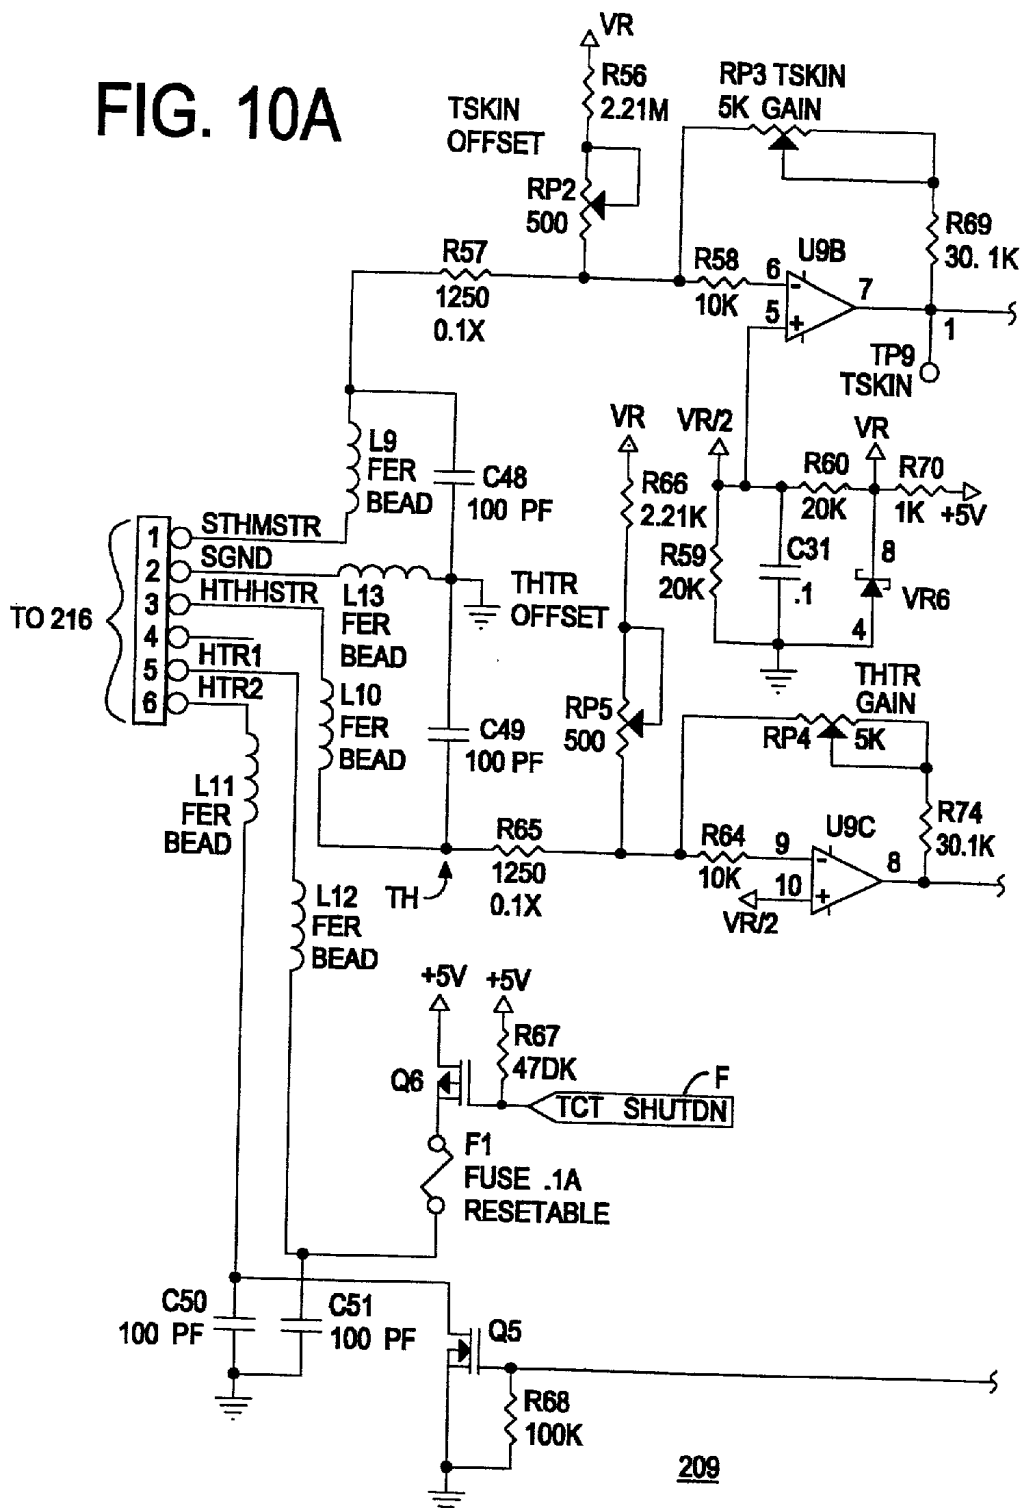 FIG. 10A
VR
R56
2.21M
TSKIN
OFFSET
RP2
500
RP3 TSKIN
5K GAIN
R69
30. 1K
R57
1250
0.1X
R58
10K
6
5
-
+
U9B
7
1
TP9
TSKIN
L9
FER
BEAD
C48
100 PF
VR
R66
2.21K
VR/2
VR
R60
20K
R70
1K
+5V
R59
20K
C31
.1
8
4
VR6
TO 216
1
2
3
4
5
6
STHMSTR
SGND
HTHHSTR
HTR1
HTR2
L13
FER
BEAD
THTR
OFFSET
L10
FER
BEAD
C49
100 PF
RP5
500
THTR
GAIN
RP4
5K
L11
FER
BEAD
R65
1250
0.1X
R64
10K
9
10
-
+
U9C
8
R74
30.1K
VR/2
TH
L12
FER
BEAD
+5V
+5V
R67
47DK
Q6
F
TCT SHUTDN
F1
FUSE .1A
RESETABLE
C50
100 PF
C51
100 PF
Q5
R68
100K
209